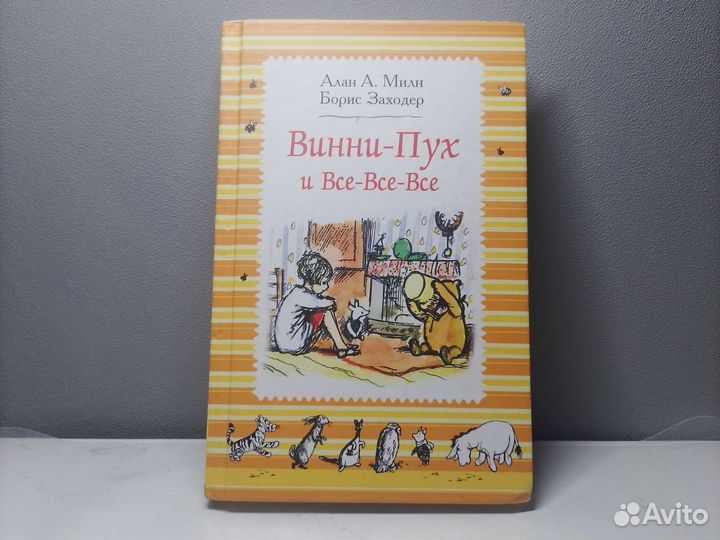 Алан А. Милн
Борис Заходер
Винни-Пух
и Все-Все-Все
Avito